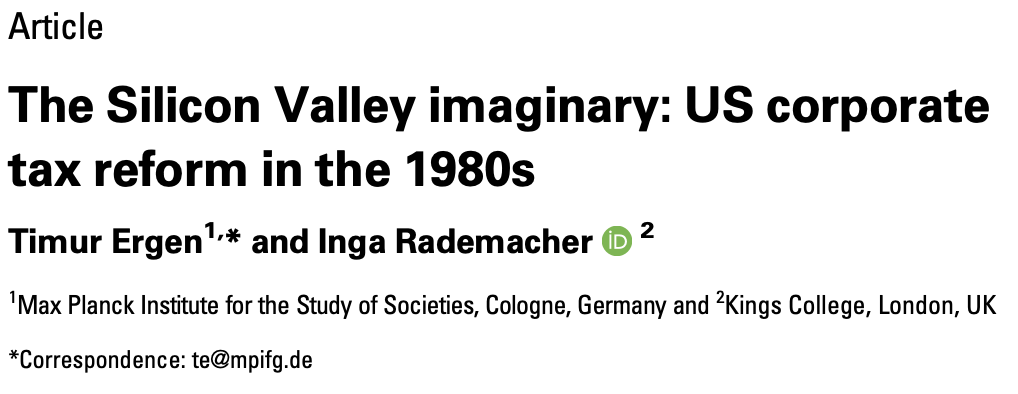 Article
The Silicon Valley imaginary: US corporate
tax reform in the 1980s
Timur Ergen1,* and Inga Rademacher iD 2
1Max Planck Institute for the Study of Societies, Cologne, Germany and 2Kings College, London, UK
*Correspondence: te@mpifg.de